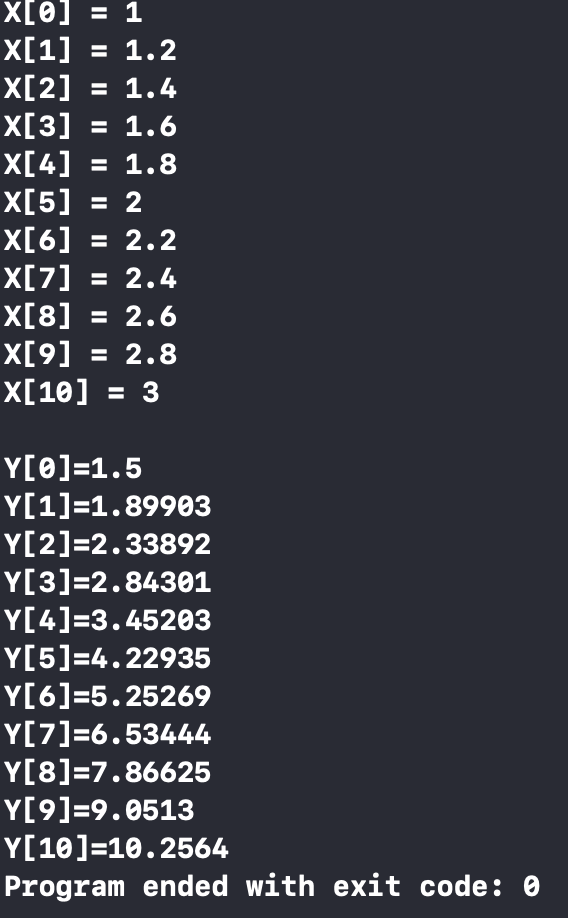 X[0] = 1
X[1] = 1.2
X[2] = 1.4
X[3] = 1.6
X[4] = 1.8
X[5] = 2
X[6] = 2.2
X[7] = 2.4
X[8] = 2.6
X[9] = 2.8
X[10] = 3

Y[0]=1.5
Y[1]=1.89903
Y[2]=2.33892
Y[3]=2.84301
Y[4]=3.45203
Y[5]=4.22935
Y[6]=5.25269
Y[7]=6.53444
Y[8]=7.86625
Y[9]=9.0513
Y[10]=10.2564
Program ended with exit code: 0